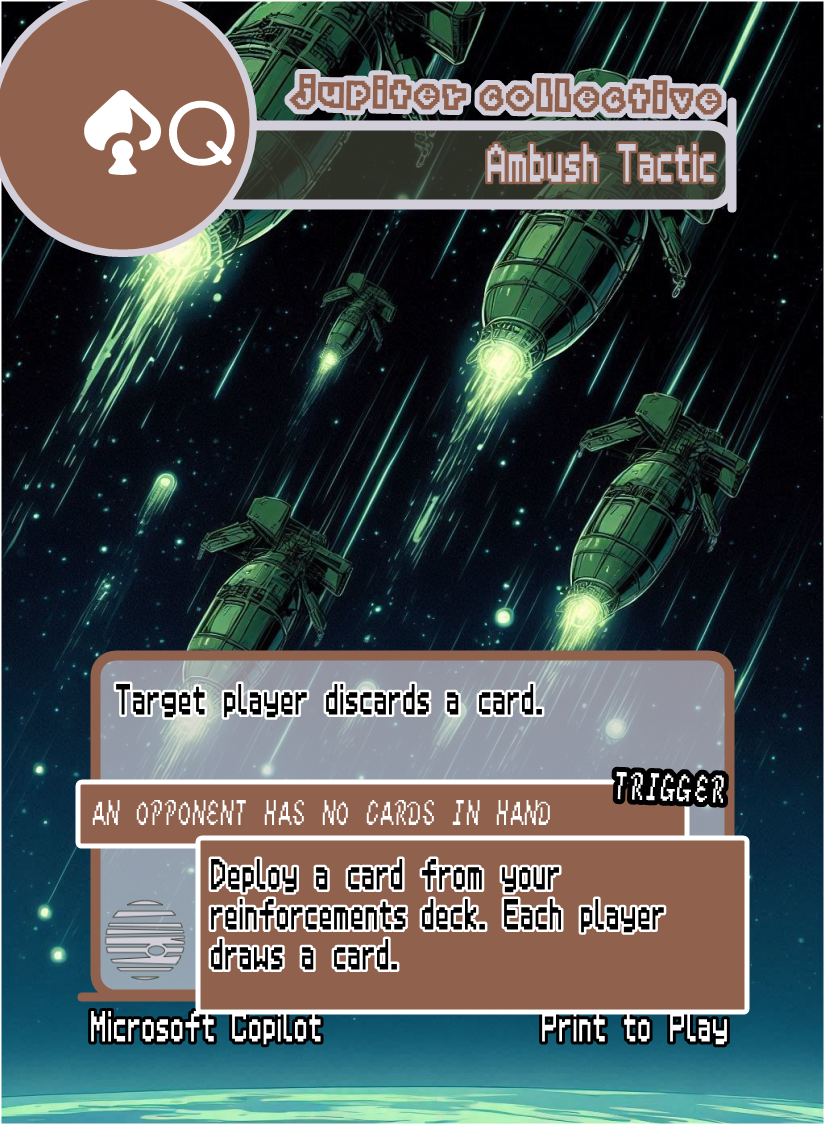 Jupiter collective
Q
Ambush Tactic
Target player discards a card.
TRIGGER
AN OPPONENT HAS NO CARDS IN HAND
Deploy a card from your
reinforcements deck. Each player
draws a card.
Microsoft Copilot
Print to Play